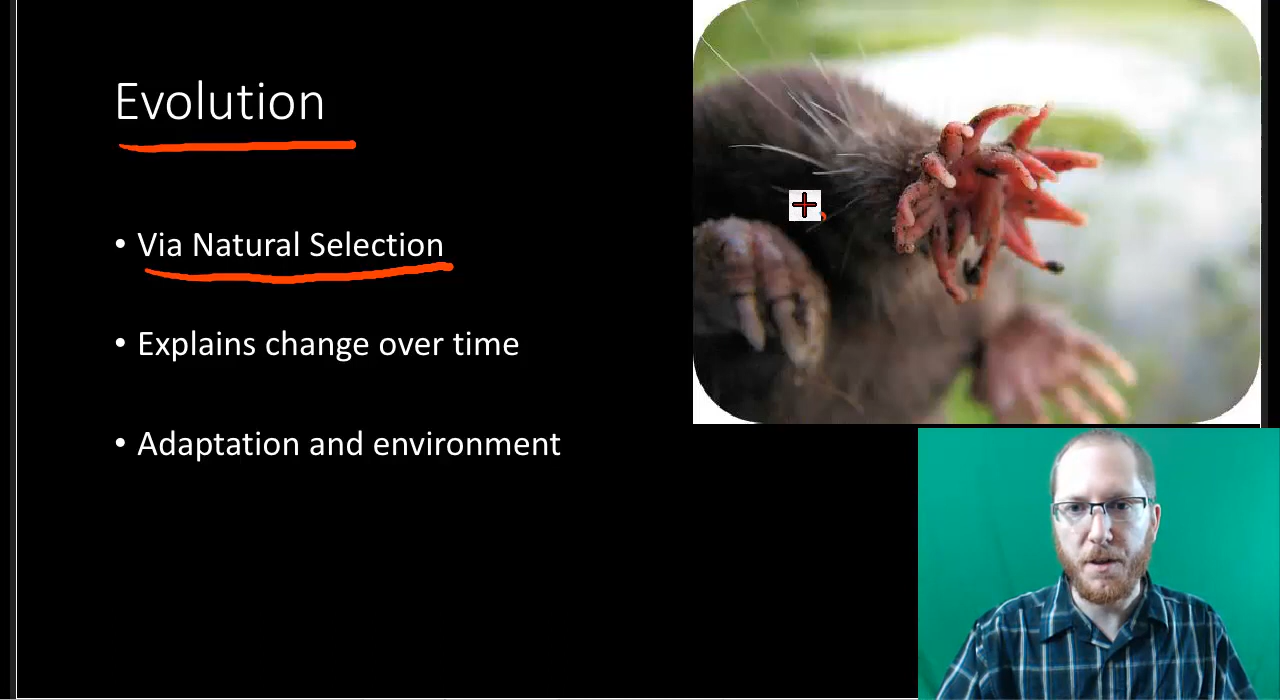 Evolution
• Via Natural Selection
• Explains change over time
• Adaptation and environment